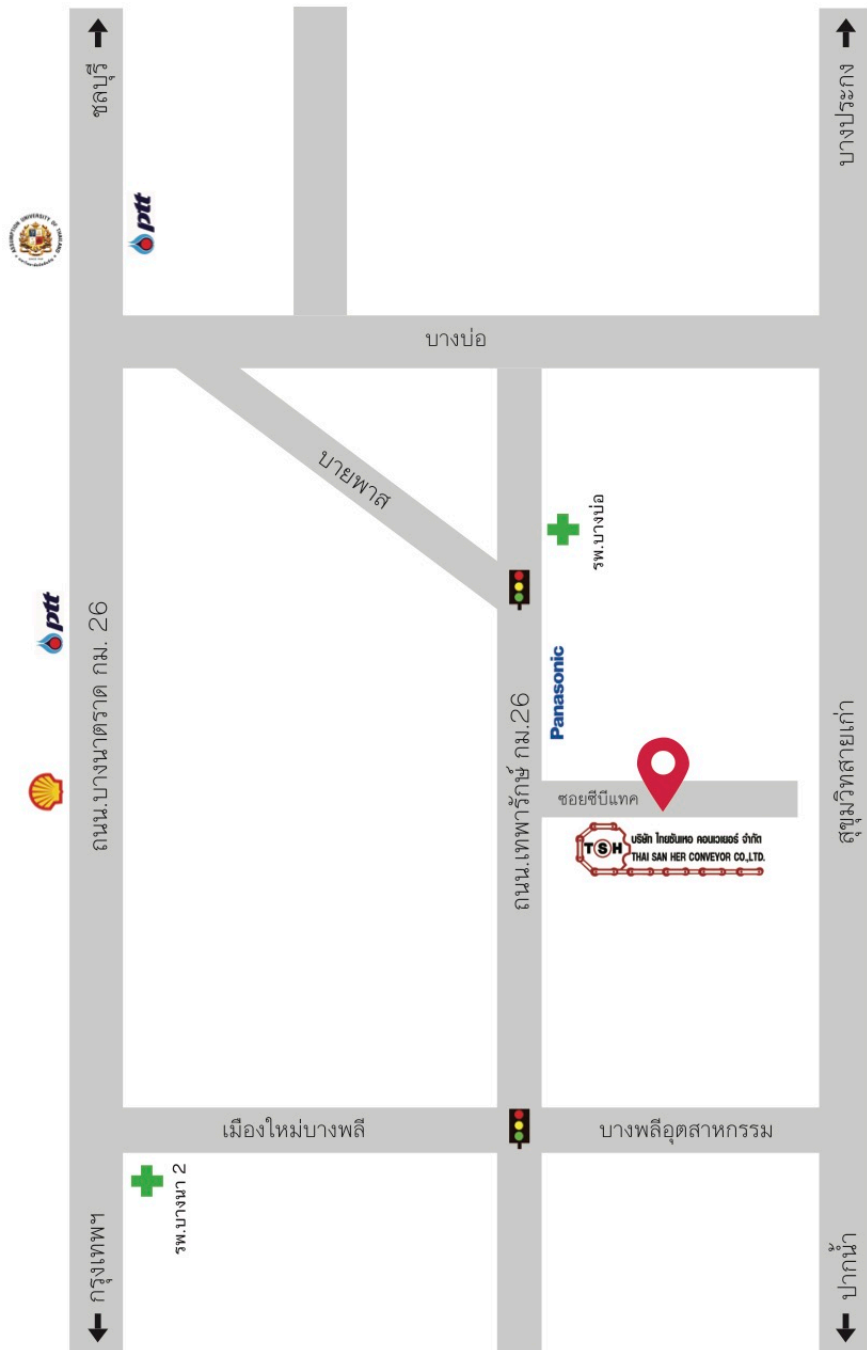 ชลบุรี
บางประกง
ASSUMPTION UNIVERSITY OF THAILAND
ptt
บางบ่อ
บายพาส
รพ.บางบ่อ
ptt
ถนน.บางนาตราด กม. 26
Panasonic
ถนน.เทพารักษ์ กม.26
สุขุมวิทสายเก่า
ซอยซีบีแทค
TSH
บริษัท ไทยซันเหอ คอนเวเยอร์ จำกัด
THAI SAN HER CONVEYOR CO.,LTD.
เมืองใหม่บางพลี
บางพลีอุตสาหกรรม
รพ.บางนา 2
กรุงเทพฯ
ปากน้ำ